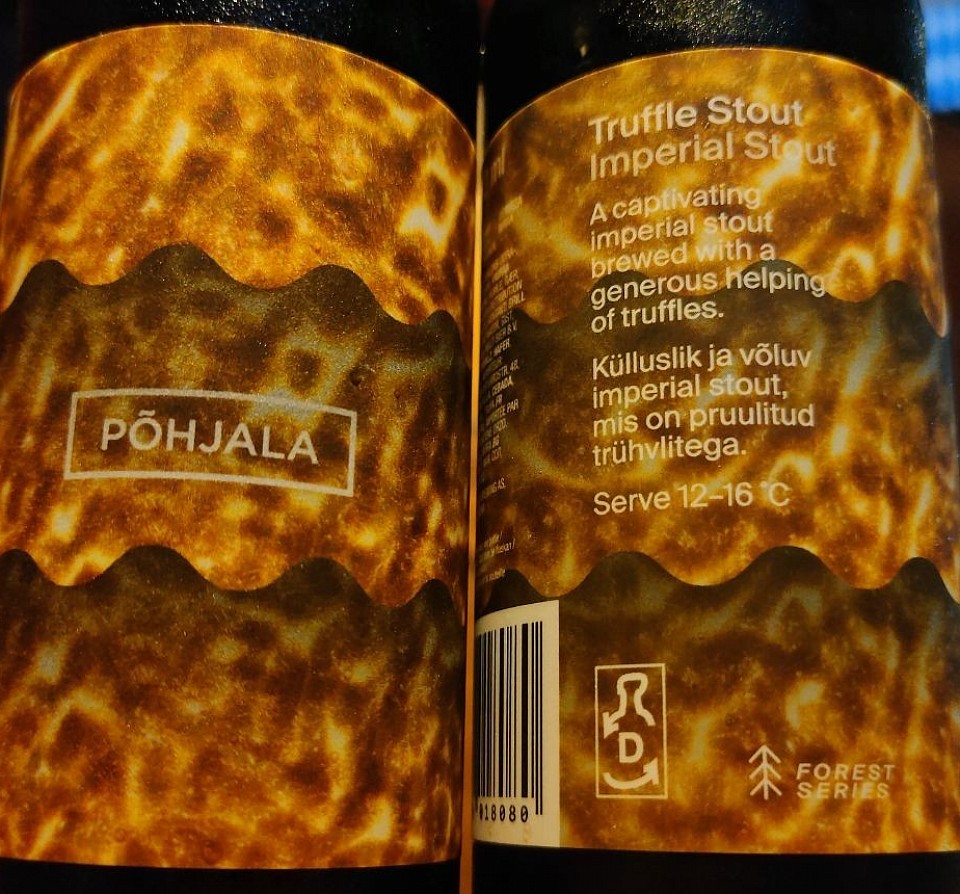 PÕHJALA
Truffle Stout
Imperial Stout
A captivating
imperial stout
brewed with a
generous helping
of truffles.
Külluslik ja võluv
imperial stout,
mis on pruulitud
trühvlitega.
Serve 12–16 °C
018080
D
FOREST
SERIES